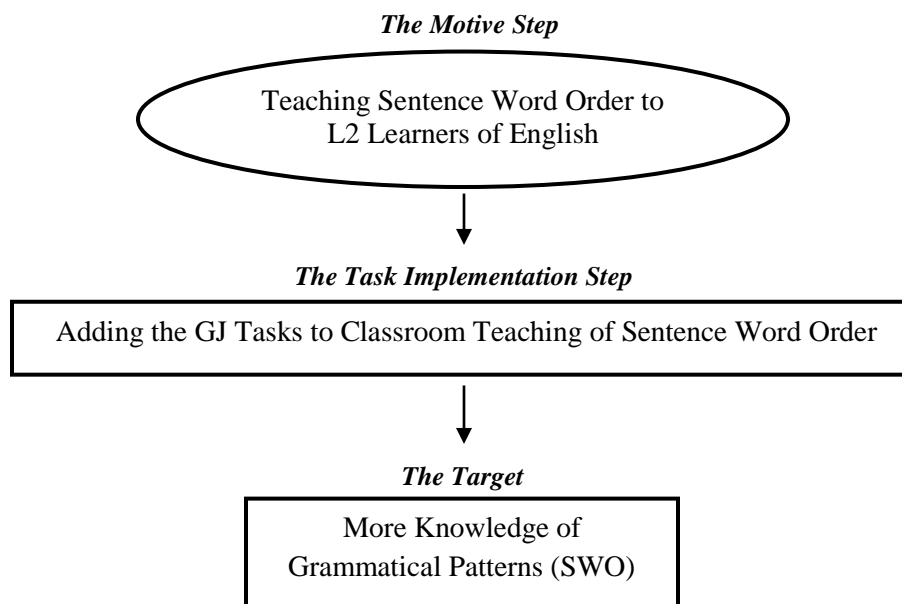 The Motive Step
Teaching Sentence Word Order to
L2 Learners of English
The Task Implementation Step
Adding the GJ Tasks to Classroom Teaching of Sentence Word Order
The Target
More Knowledge of
Grammatical Patterns (SWO)